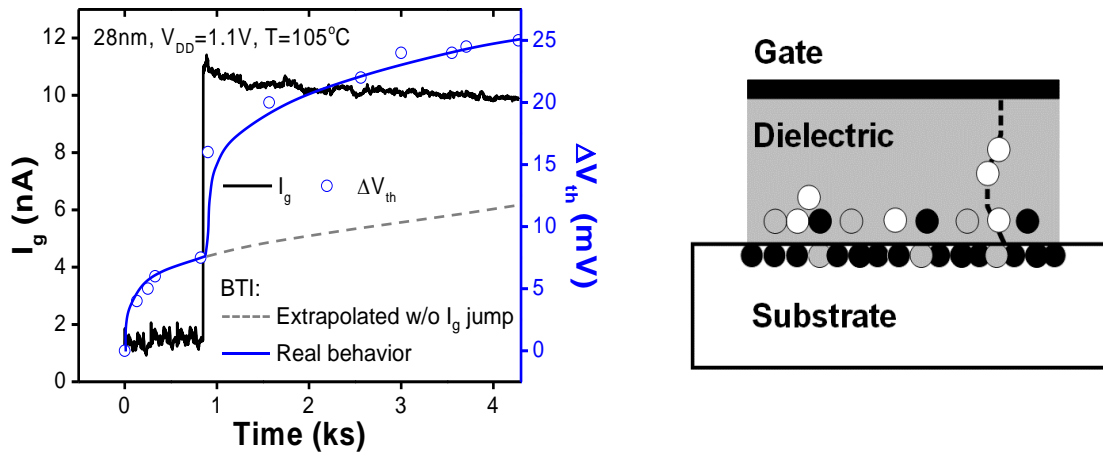 28nm, V_DD=1.1V, T=105°C
12
10
8
6
4
2
0
I_g (nA)
I_g ΔV_th
BTI:
Extrapolated w/o I_g jump
Real behavior
25
20
15
10
5
0
ΔV_th (mV)
0 1 2 3 4
Time (ks)
Gate
Dielectric
Substrate